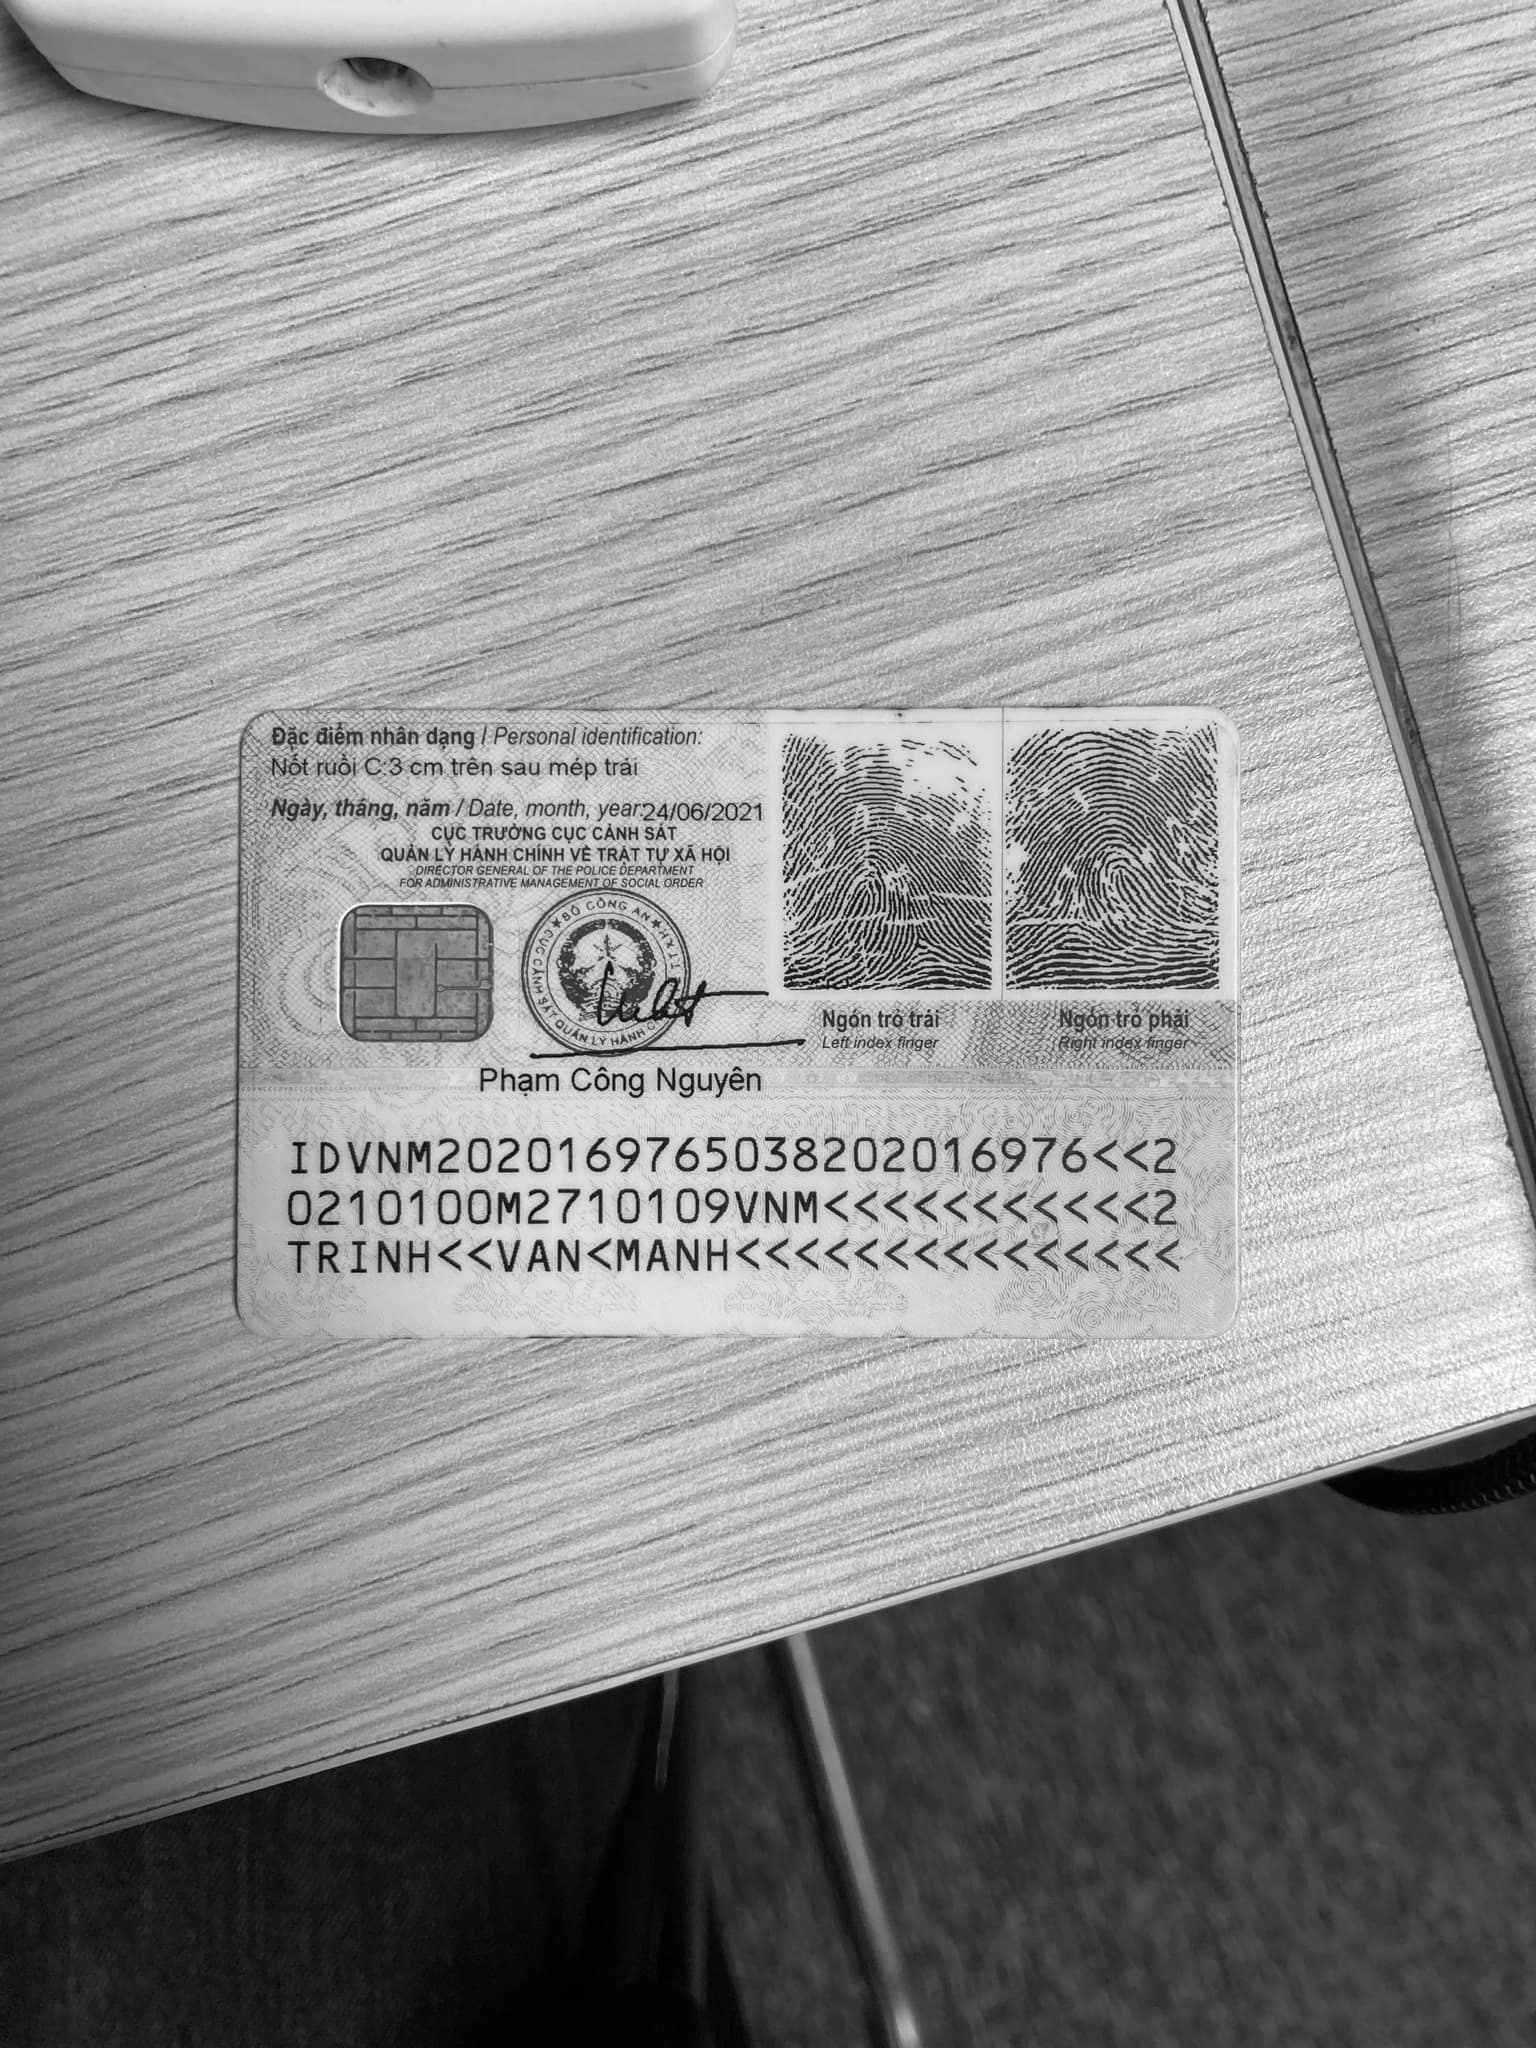 Đặc điểm nhân dạng / Personal identification:
Nốt ruồi C:3 cm trên sau mép trái
Ngày, tháng, năm / Date, month, year:24/06/2021
CỤC TRƯỞNG CỤC CẢNH SÁT
QUẢN LÝ HÀNH CHÍNH VỀ TRẬT TỰ XÃ HỘI
DIRECTOR GENERAL OF THE POLICE DEPARTMENT
FOR ADMINISTRATIVE MANAGEMENT OF SOCIAL ORDER
★ BỘ CÔNG AN ★
CỤC CẢNH SÁT QUẢN LÝ HÀNH C
TTXH
Ngón trỏ trái
Left index finger
Ngón trỏ phải
Right index finger
Phạm Công Nguyên
IDVNM2020169765038202016976<<2
0210100M2710109VNM<<<<<<<<<<<2
TRINH<<VAN<MANH<<<<<<<<<<<<<<<